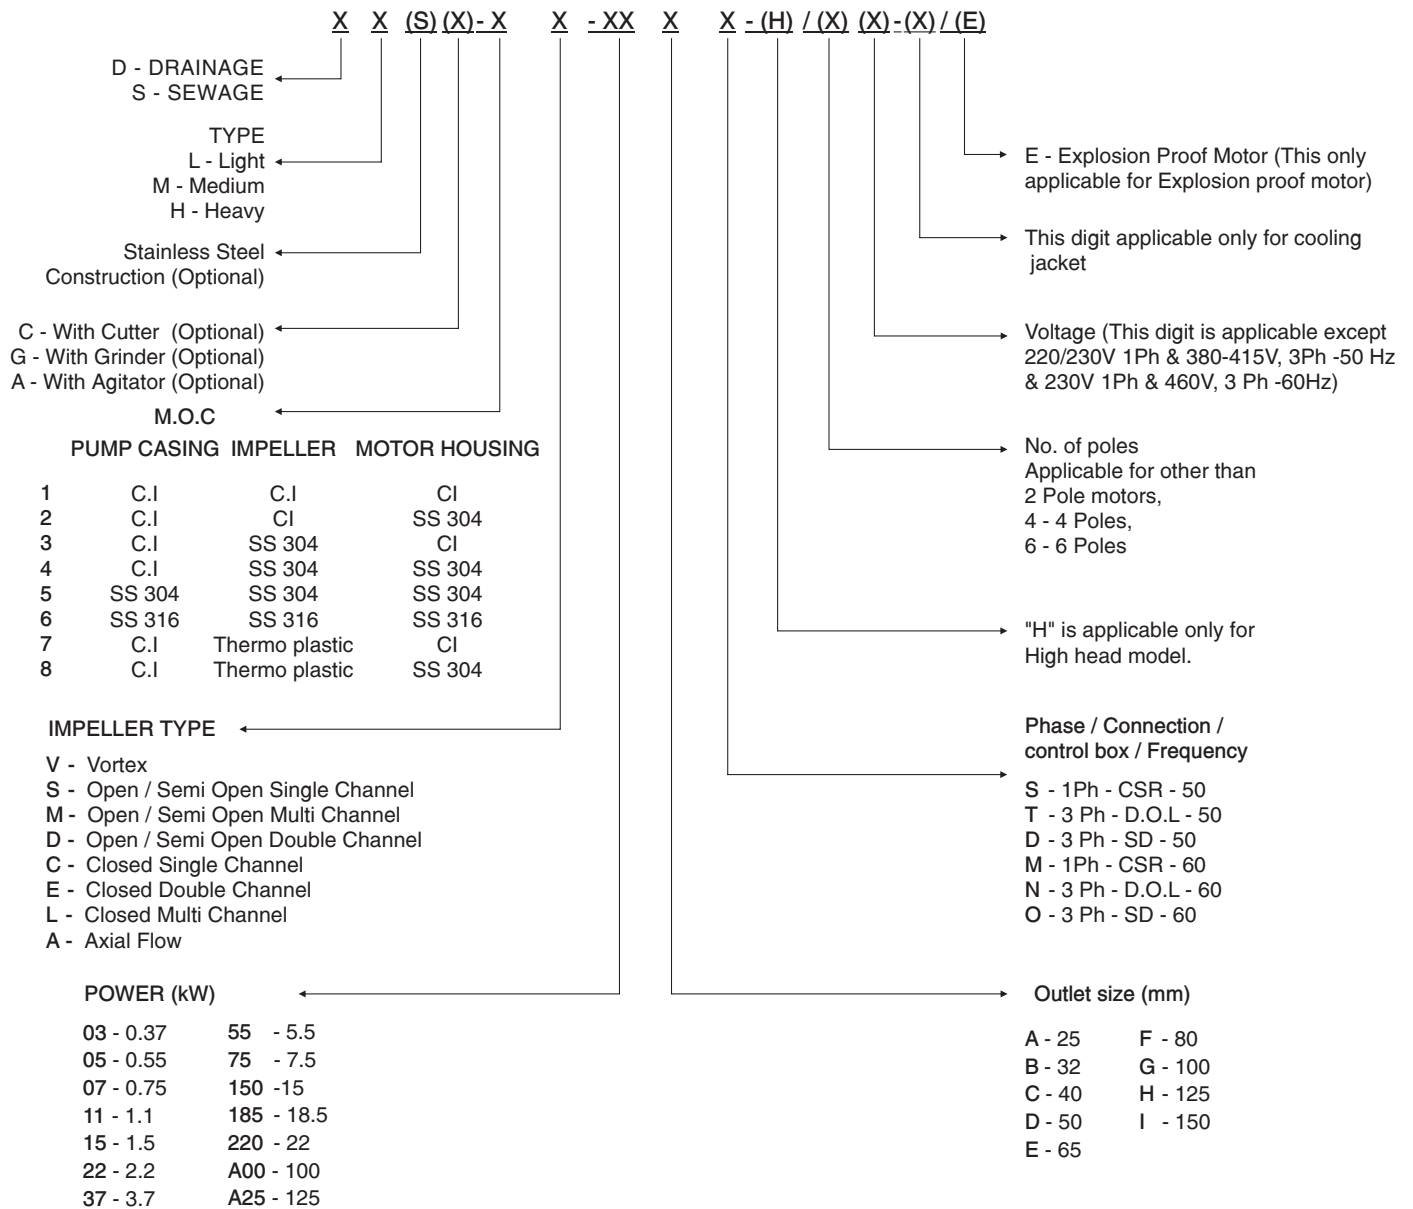 X X (S) (X) - X X - XX X X - (H) / (X) (X) - (X) / (E)
D - DRAINAGE
S - SEWAGE
TYPE
L - Light
M - Medium
H - Heavy
Stainless Steel
Construction (Optional)
C - With Cutter (Optional)
G - With Grinder (Optional)
A - With Agitator (Optional)
M.O.C
PUMP CASING IMPELLER MOTOR HOUSING
1 C.I C.I CI
2 C.I CI SS 304
3 C.I SS 304 CI
4 C.I SS 304 SS 304
5 SS 304 SS 304 SS 304
6 SS 316 SS 316 SS 316
7 C.I Thermo plastic CI
8 C.I Thermo plastic SS 304
IMPELLER TYPE
V - Vortex
S - Open / Semi Open Single Channel
M - Open / Semi Open Multi Channel
D - Open / Semi Open Double Channel
C - Closed Single Channel
E - Closed Double Channel
L - Closed Multi Channel
A - Axial Flow
POWER (kW)
03 - 0.37 55 - 5.5
05 - 0.55 75 - 7.5
07 - 0.75 150 -15
11 - 1.1 185 - 18.5
15 - 1.5 220 - 22
22 - 2.2 A00 - 100
37 - 3.7 A25 - 125
E - Explosion Proof Motor (This only
applicable for Explosion proof motor)
This digit applicable only for cooling
jacket
Voltage (This digit is applicable except
220/230V 1Ph & 380-415V, 3Ph -50 Hz
& 230V 1Ph & 460V, 3 Ph -60Hz)
No. of poles
Applicable for other than
2 Pole motors,
4 - 4 Poles,
6 - 6 Poles
"H" is applicable only for
High head model.
Phase / Connection /
control box / Frequency
S - 1Ph - CSR - 50
T - 3 Ph - D.O.L - 50
D - 3 Ph - SD - 50
M - 1Ph - CSR - 60
N - 3 Ph - D.O.L - 60
O - 3 Ph - SD - 60
Outlet size (mm)
A - 25 F - 80
B - 32 G - 100
C - 40 H - 125
D - 50 I - 150
E - 65